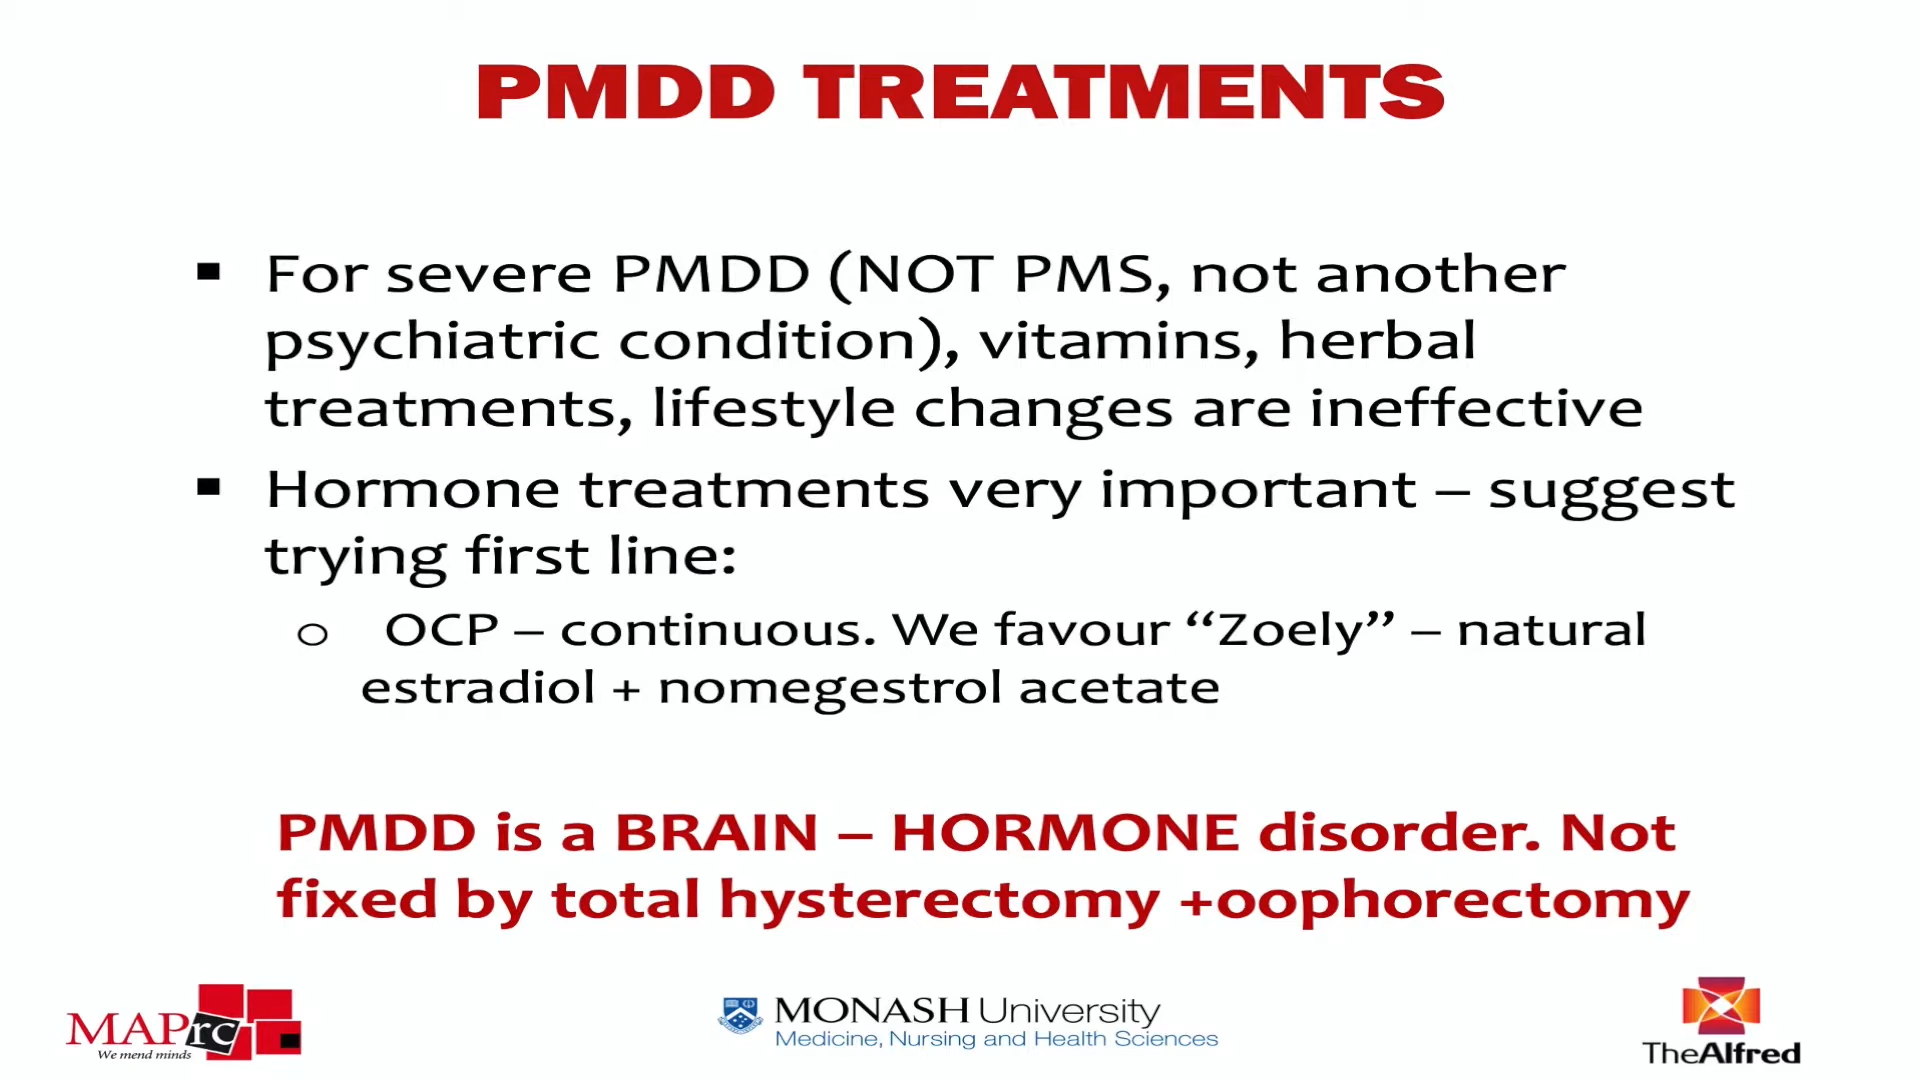 PMDD TREATMENTS
▪ For severe PMDD (NOT PMS, not another
psychiatric condition), vitamins, herbal
treatments, lifestyle changes are ineffective
▪ Hormone treatments very important – suggest
trying first line:
o OCP – continuous. We favour “Zoely” – natural
estradiol + nomegestrol acetate
PMDD is a BRAIN – HORMONE disorder. Not
fixed by total hysterectomy +oophorectomy
MAPrc
We mend minds
MONASH University
Medicine, Nursing and Health Sciences
TheAlfred